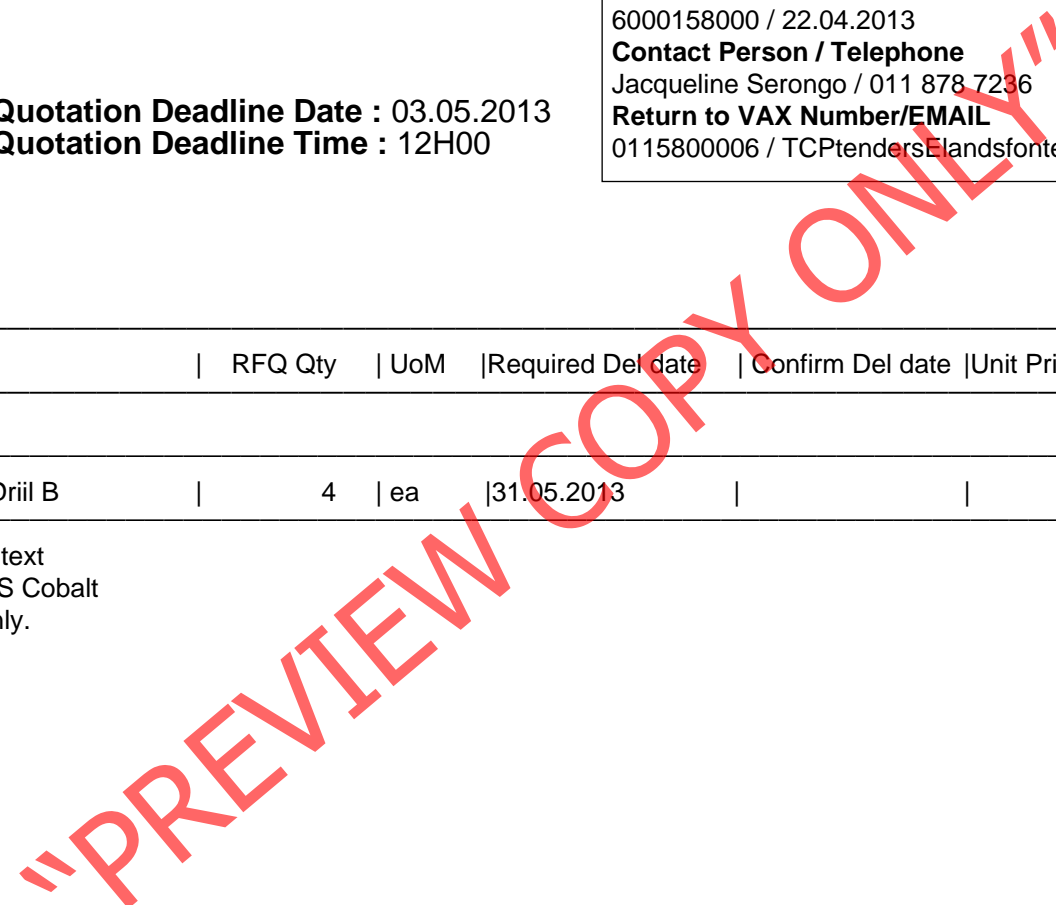 6000158000 / 22.04.2013
Contact Person / Telephone
Jacqueline Serongo / 011 878 7236
Return to VAX Number/EMAIL
0115800006 / TCPtendersElandsfonte
Quotation Deadline Date : 03.05.2013
Quotation Deadline Time : 12H00
| RFQ Qty | UoM |Required Del date | Confirm Del date |Unit Pri
Driil B | 4 | ea |31.05.2013 | |
text
S Cobalt
nly.
"PREVIEW COPY ONLY"